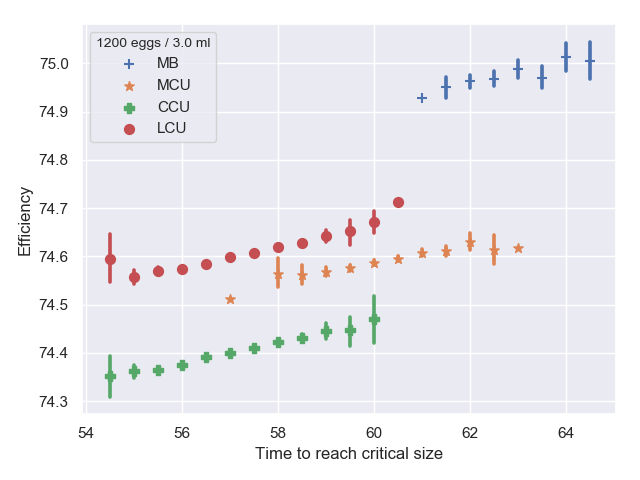 1200 eggs / 3.0 ml
MB
MCU
CCU
LCU
Efficiency
75.0
74.9
74.8
74.7
74.6
74.5
74.4
74.3
54 56 58 60 62 64
Time to reach critical size